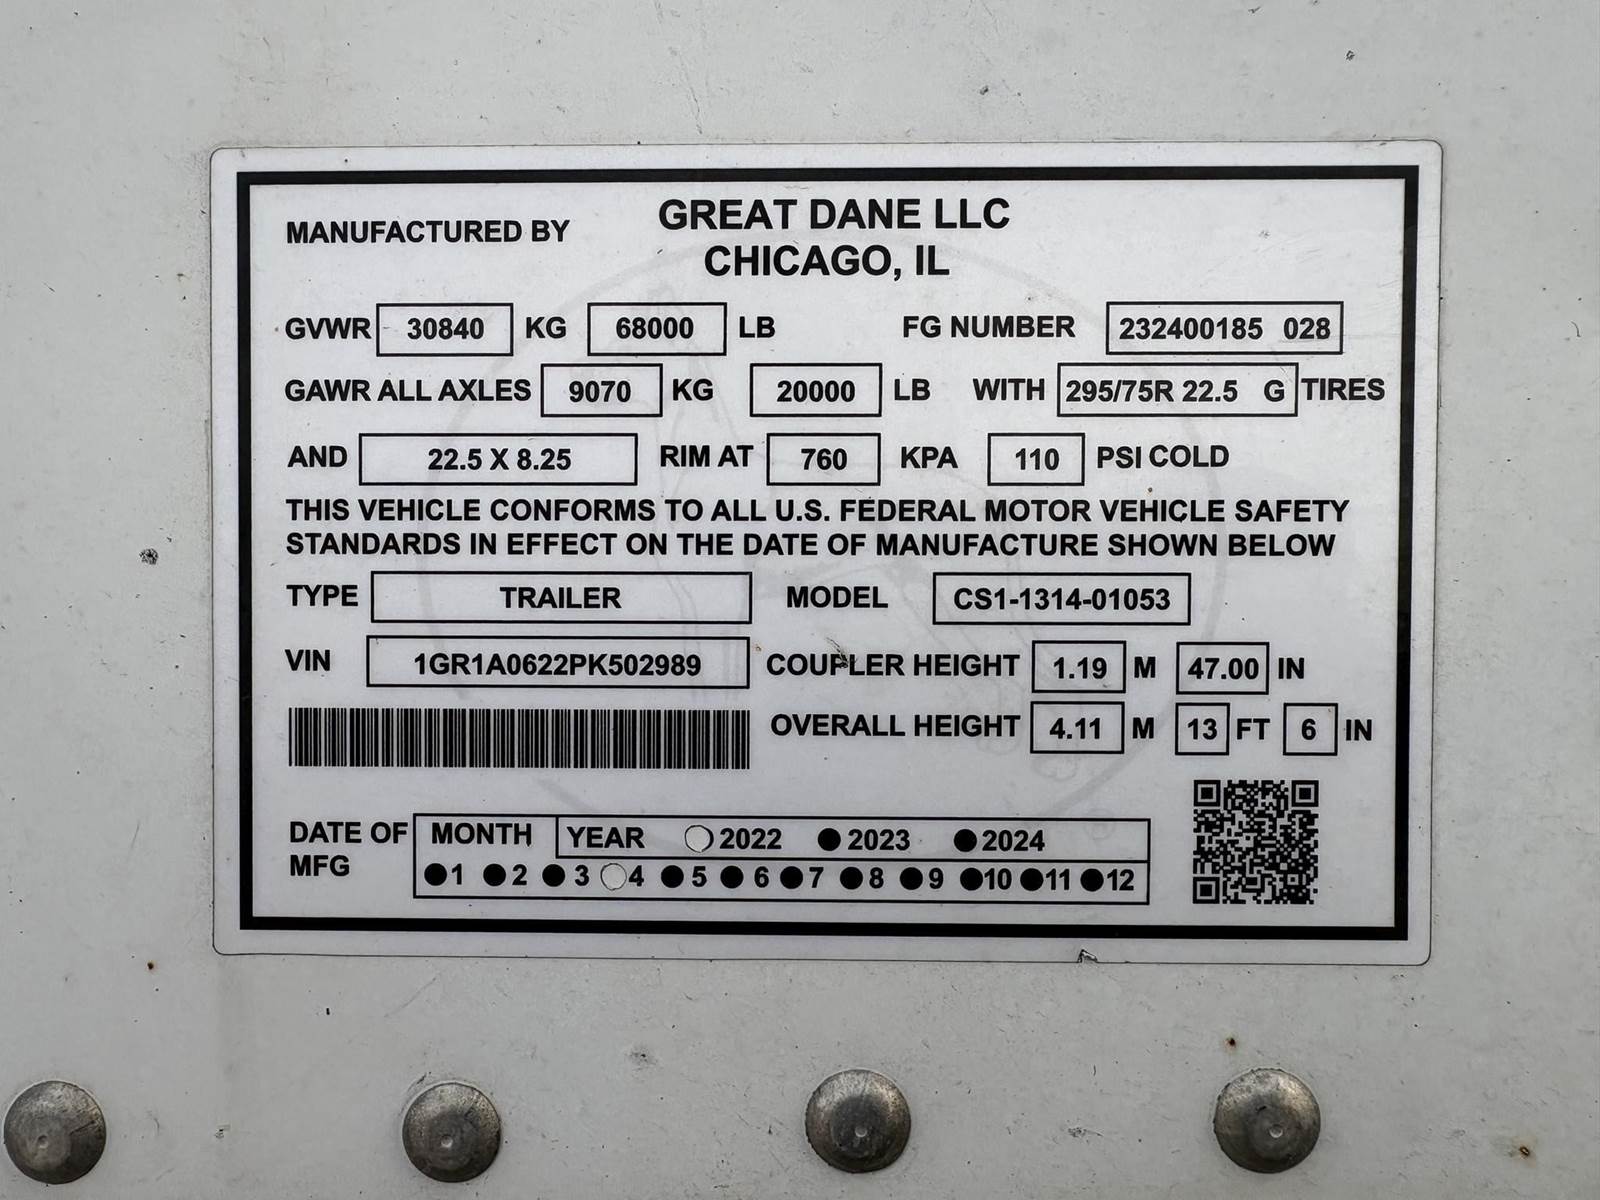 MANUFACTURED BY GREAT DANE LLC
CHICAGO, IL
GVWR 30840 KG 68000 LB FG NUMBER 232400185 028
GAWR ALL AXLES 9070 KG 20000 LB WITH 295/75R 22.5 G TIRES
AND 22.5 X 8.25 RIM AT 760 KPA 110 PSI COLD
THIS VEHICLE CONFORMS TO ALL U.S. FEDERAL MOTOR VEHICLE SAFETY
STANDARDS IN EFFECT ON THE DATE OF MANUFACTURE SHOWN BELOW
TYPE TRAILER MODEL CS1-1314-01053
VIN 1GR1A0622PK502989 COUPLER HEIGHT 1.19 M 47.00 IN
OVERALL HEIGHT 4.11 M 13 FT 6 IN
DATE OF MFG MONTH YEAR 2022 2023 2024
1 2 3 4 5 6 7 8 9 10 11 12